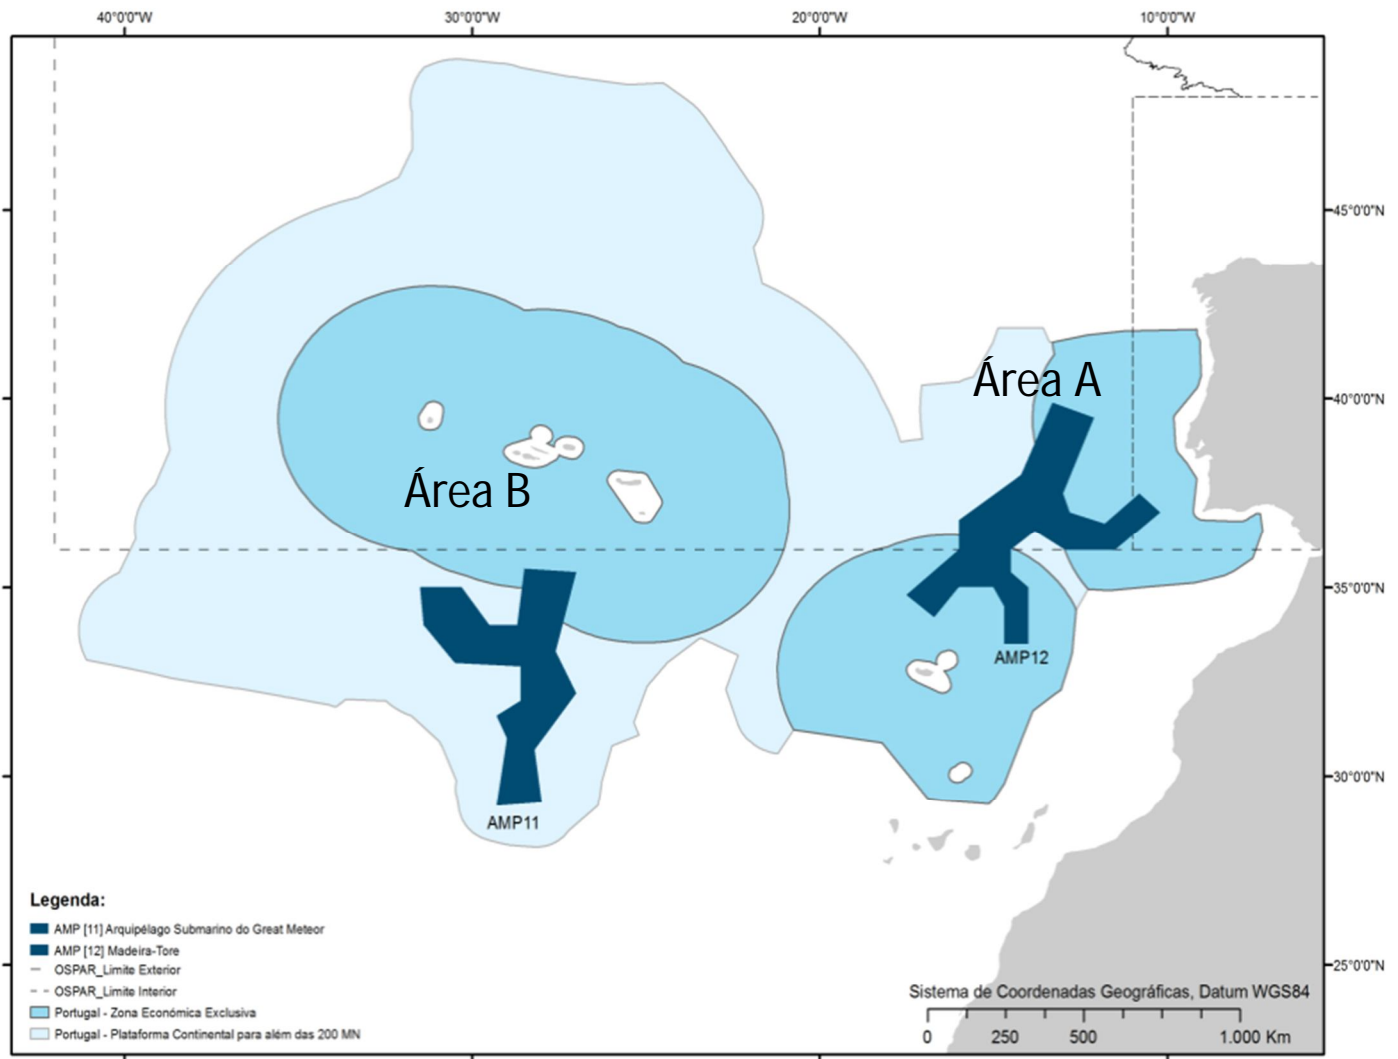 40°0'0"W 30°0'0"W 20°0'0"W 10°0'0"W
45°0'0"N
Área A
40°0'0"N
Área B
35°0'0"N
AMP12
30°0'0"N
AMP11
Legenda:
AMP [11] Arquipélago Submarino do Great Meteor
AMP [12] Madeira-Tore
OSPAR_Limite Exterior
OSPAR_Limite Interior
Portugal - Zona Económica Exclusiva
Portugal - Plataforma Continental para além das 200 MN
25°0'0"N
Sistema de Coordenadas Geográficas, Datum WGS84
0 250 500 1.000 Km